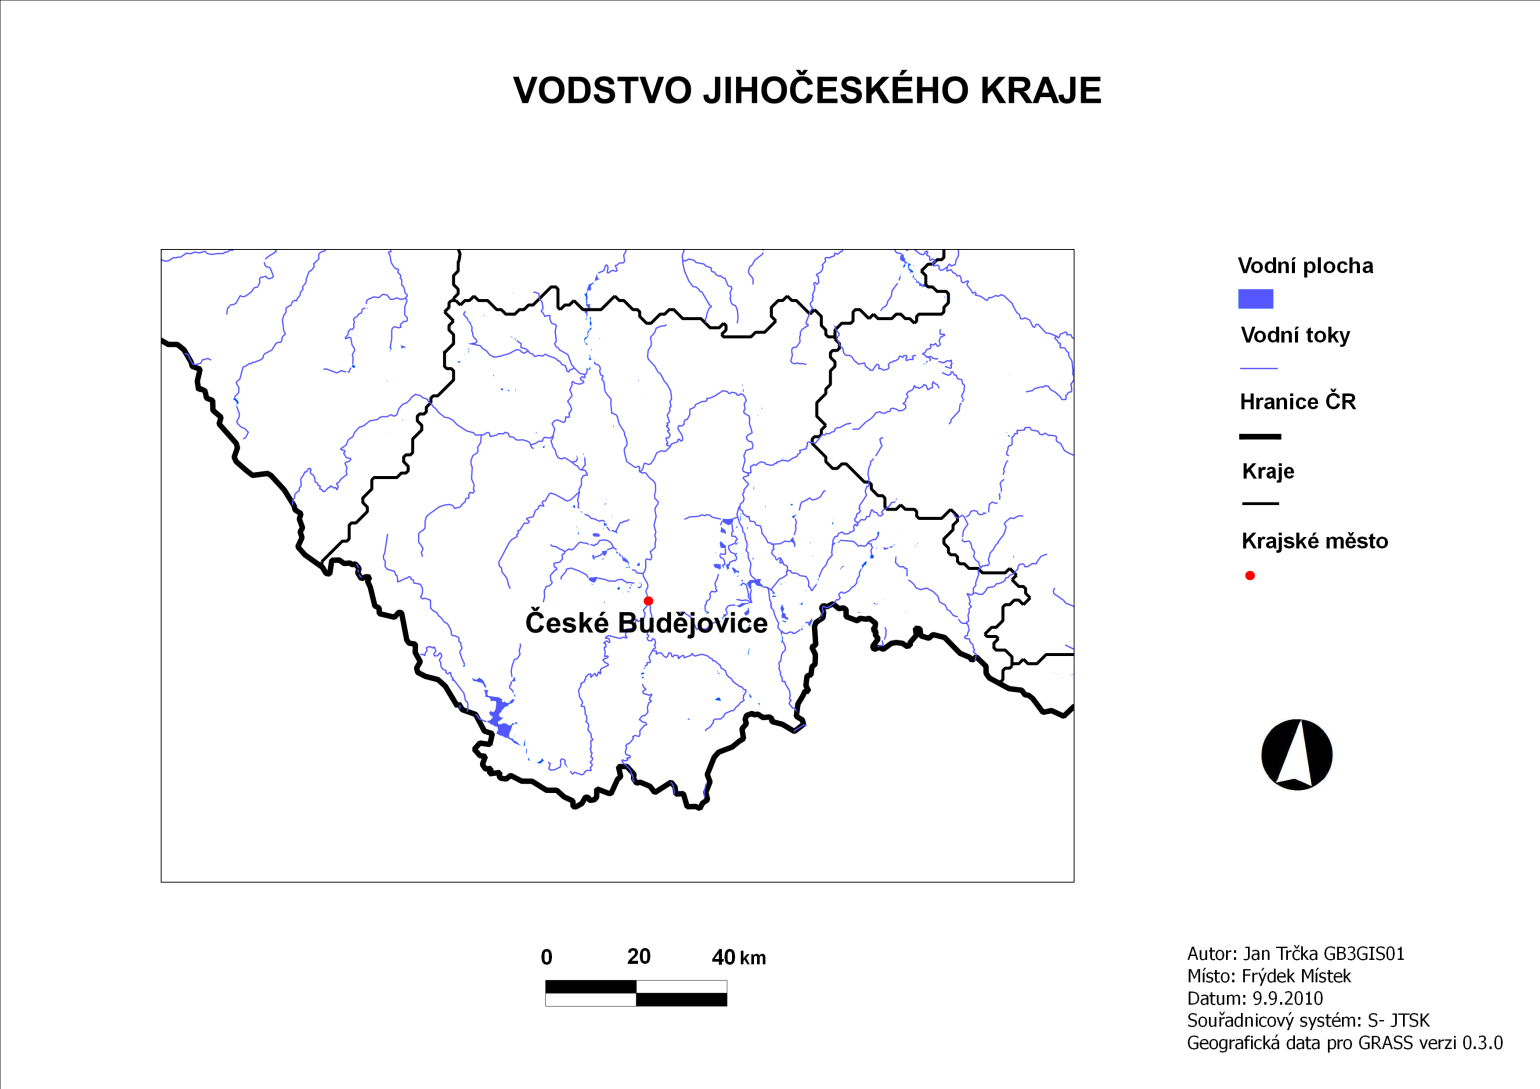 VODSTVO JIHOČESKÉHO KRAJE
Vodní plocha
Vodní toky
Hranice ČR
Kraje
Krajské město
České Budějovice
0 20 40 km
Autor: Jan Trčka GB3GIS01
Místo: Frýdek Místek
Datum: 9.9.2010
Souřadnicový systém: S- JTSK
Geografická data pro GRASS verzi 0.3.0